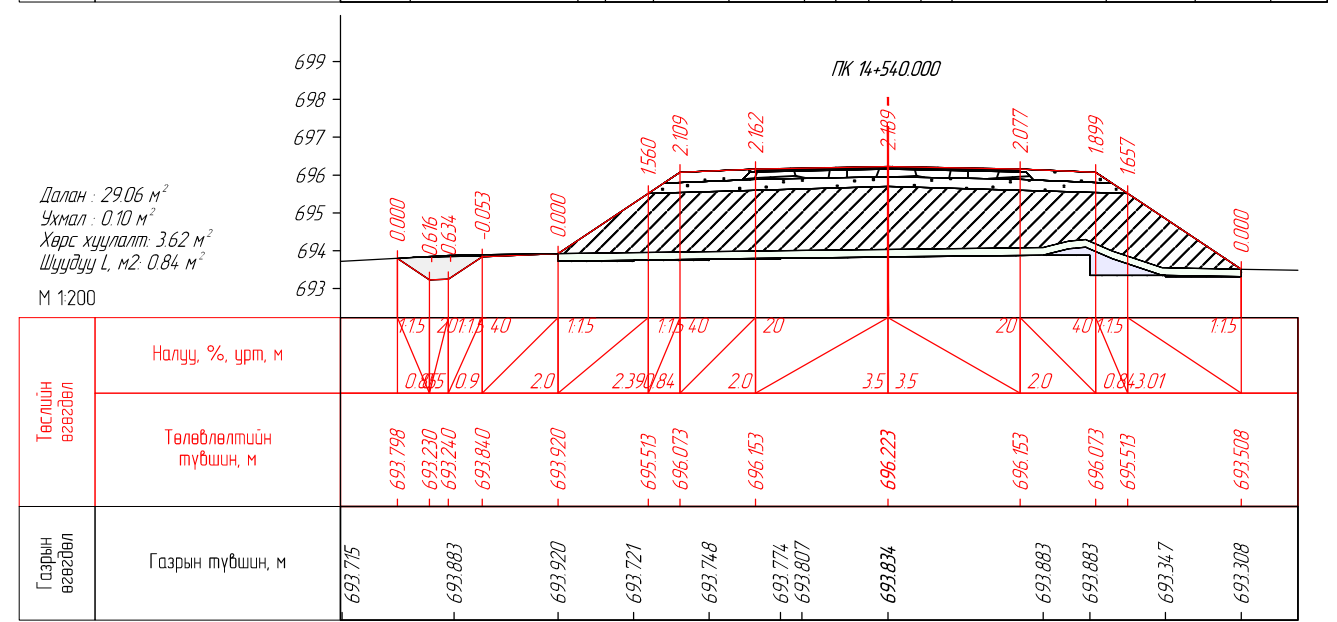 699
ПК 14+540.000
698
697
696
695
694
693
2.109
2.162
2.189
2.077
1.899
1.560
1.657
0.000
0.616
0.634
-0.053
0.000
0.000
Далан : 29.06 м²
Ухмал : 0.10 м²
Хөрс хуулалт: 3.62 м²
Шуудуу L, м2: 0.84 м²
М 1:200
Төслийн өгөгдөл
Налуу, %, урт, м
1:1.5 20 1:1.5 40 1:1.5 1:1.5 40 20 20 40 1:1.5 1:1.5
0.9 2.0 2.39 0.84 2.0 3.5 3.5 2.0 0.84 3.01
Төлөвлөлтийн
түвшин, м
693.798 693.230 693.240 693.840 693.920 695.513 696.073 696.153 696.223 696.153 696.073 695.513 693.508
Газрын өгөгдөл
Газрын түвшин, м
693.715 693.883 693.920 693.721 693.748 693.774 693.807 693.834 693.883 693.883 693.347 693.308